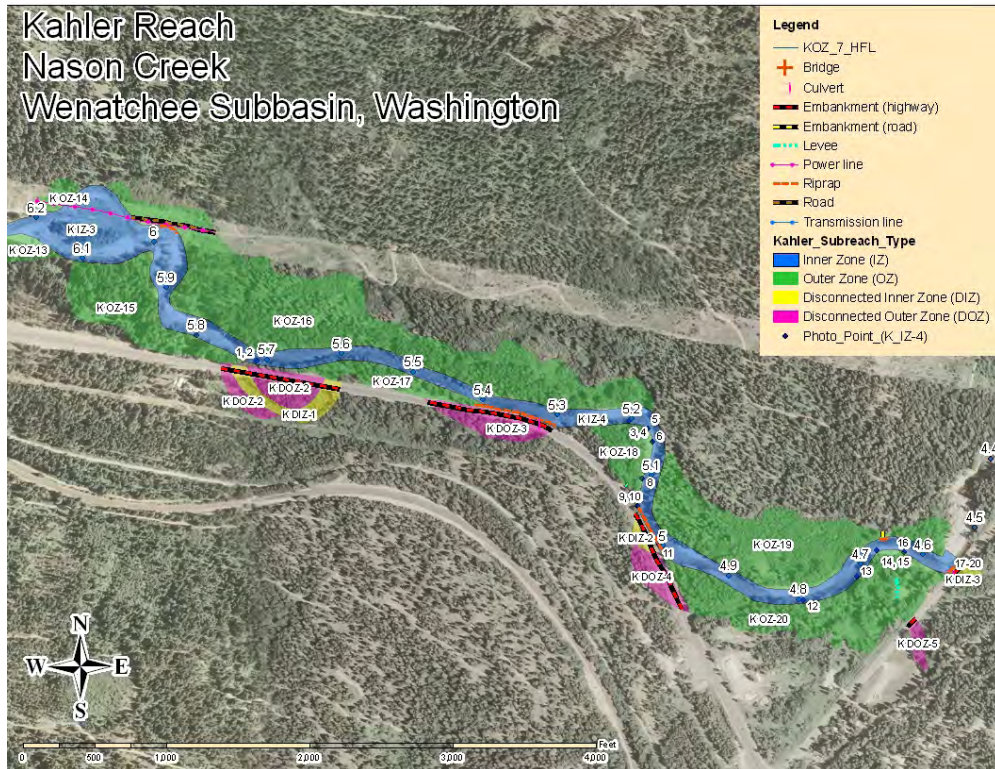 Kahler Reach
Nason Creek
Wenatchee Subbasin, Washington
Legend
KOZ_7_HFL
Bridge
Culvert
Embankment (highway)
Embankment (road)
Levee
Power line
Riprap
Road
Transmission line
Kahler_Subreach_Type
Inner Zone (IZ)
Outer Zone (OZ)
Disconnected Inner Zone (DIZ)
Disconnected Outer Zone (DOZ)
Photo_Point_(K_IZ-4)
K OZ-14
6.2
K IZ-3
6
K OZ-13
6.1
5.9
K OZ-15
5.8
K OZ-16
1,2
5.7
5.6
5.5
K OZ-17
5.4
K DOZ-2
K DOZ-2
K DIZ-1
5.3
K IZ-4
5.2
5
K DOZ-3
3,4
6
K OZ-18
5.1
8
9,10
4.4
4.5
K DIZ-2
5
11
K OZ-19
K DOZ-4
4.9
4.8
12
K OZ-20
4.7
13
14,15
16
4.6
17-20
K DIZ-3
K DOZ-5
N
W
E
S
0
500
1,000
2,000
3,000
4,000
Feet